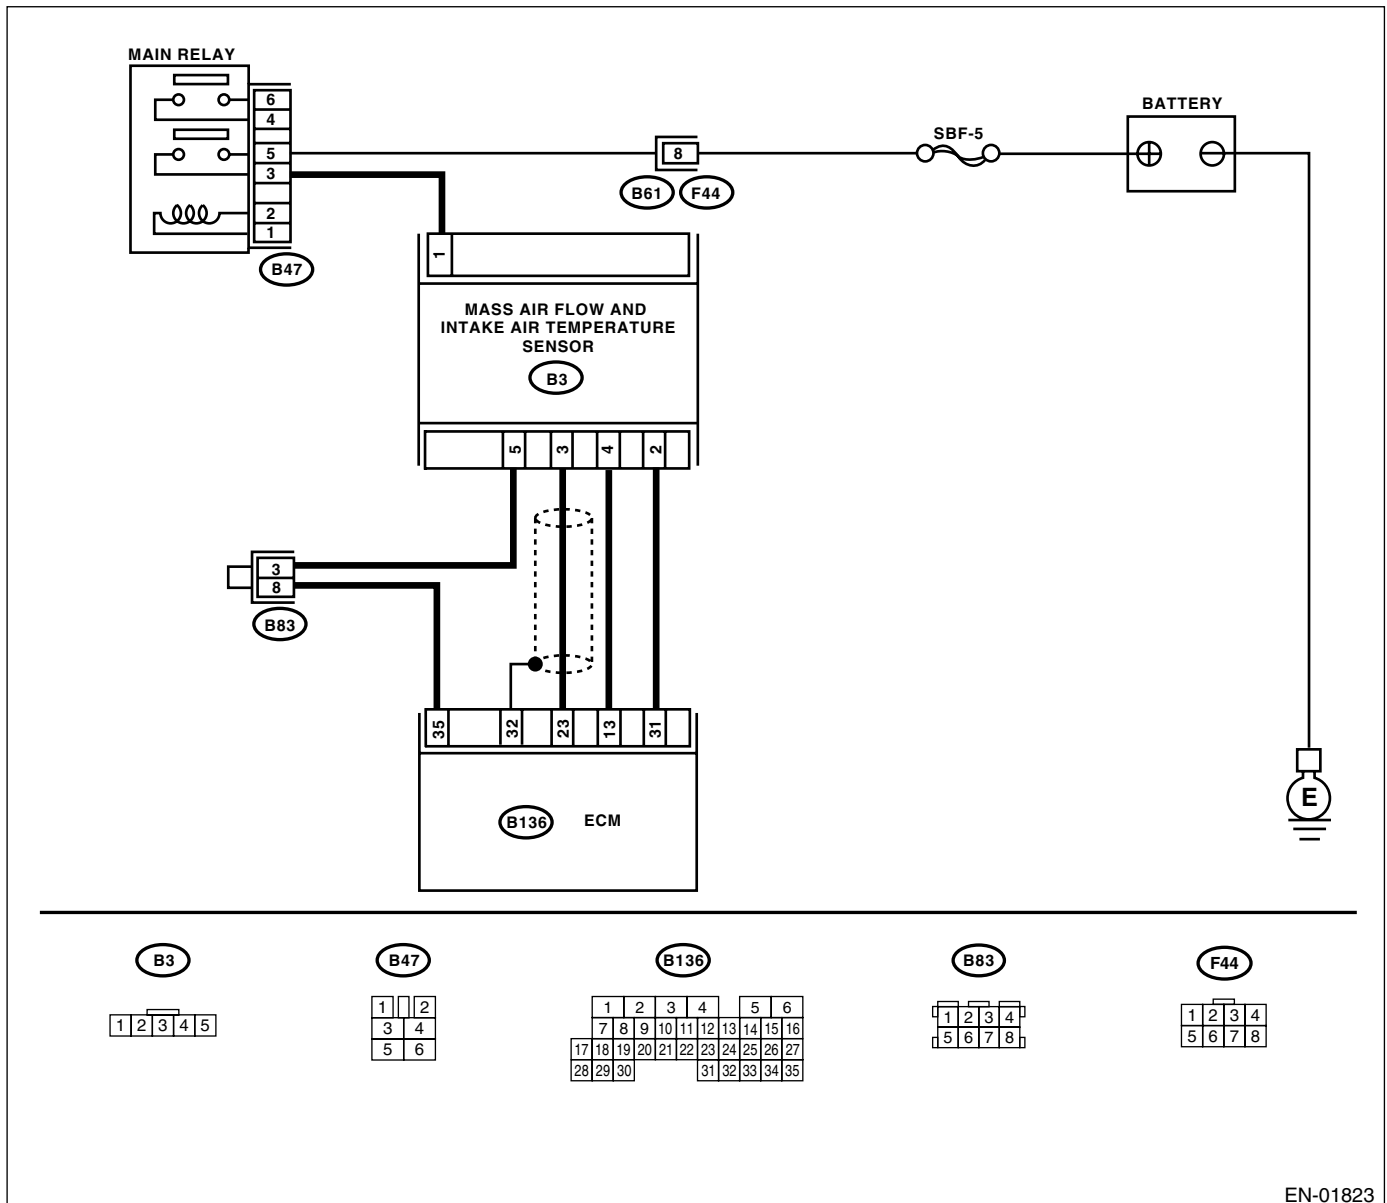 MAIN RELAY
6
4
5
3
2
1
B47
8
B61 F44
SBF-5
BATTERY
1
MASS AIR FLOW AND
INTAKE AIR TEMPERATURE
SENSOR
B3
5 3 4 2
3
8
B83
35 32 23 13 31
B136 ECM
E
B3 B47 B136 B83 F44
1 2 3 4 5
1 2
3 4
5 6
1 2 3 4 5 6
7 8 9 10 11 12 13 14 15 16
17 18 19 20 21 22 23 24 25 26 27
28 29 30 31 32 33 34 35
1 2 3 4
5 6 7 8
1 2 3 4
5 6 7 8
EN-01823